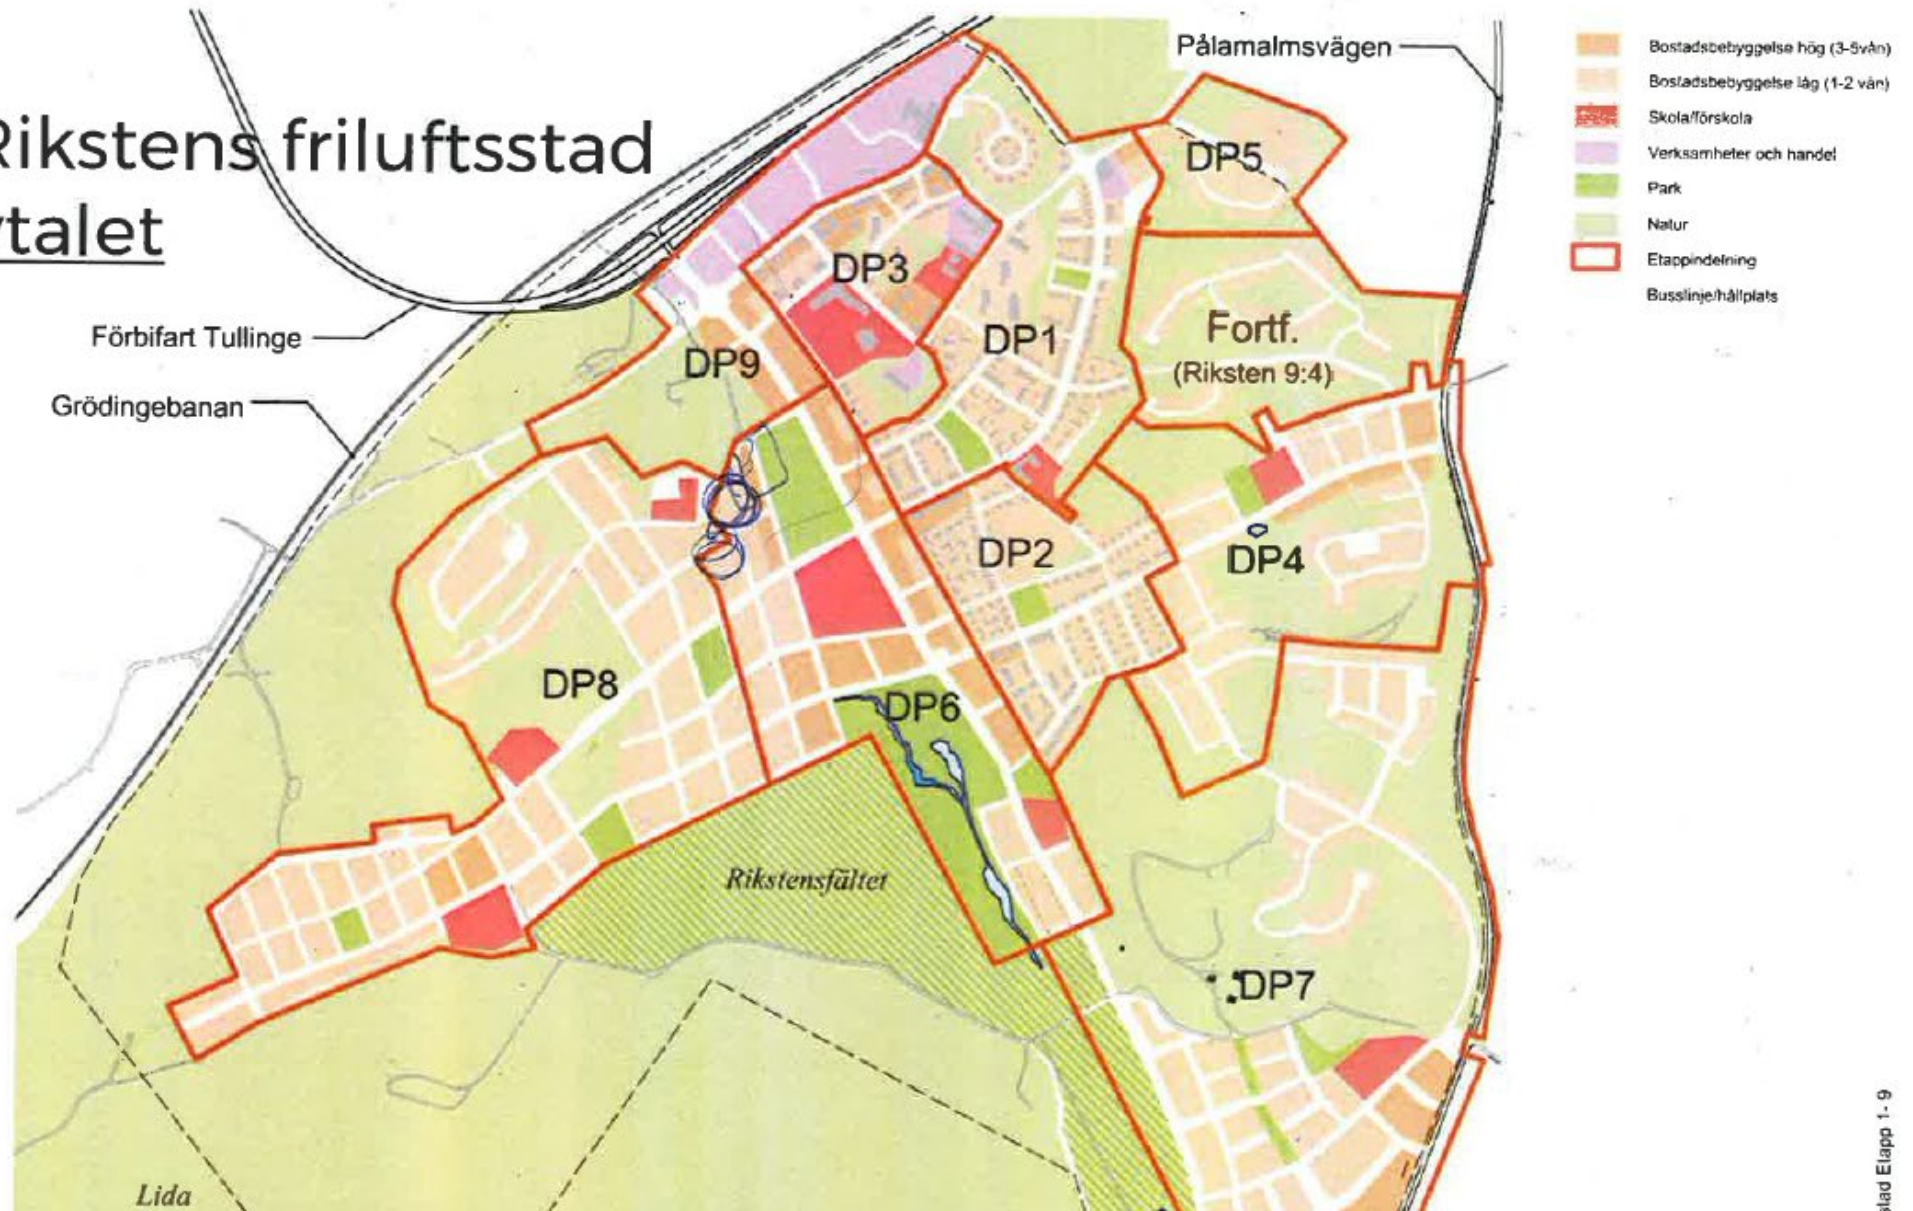 Rikstens friluftsstad
vtalet
Pålamalmsvägen
Förbifart Tullinge
Grödingebanan
DP5
DP3
DP1
Fortf.
(Riksten 9:4)
DP9
DP2
DP4
DP8
DP6
Rikstensfältet
DP7
Lida
Bostadsbebyggelse hög (3-5vån)
Bostadsbebyggelse låg (1-2 vån)
Skola/förskola
Verksamheter och handel
Park
Natur
Etappindelning
Busslinje/hållplats
stad Etapp 1- 9